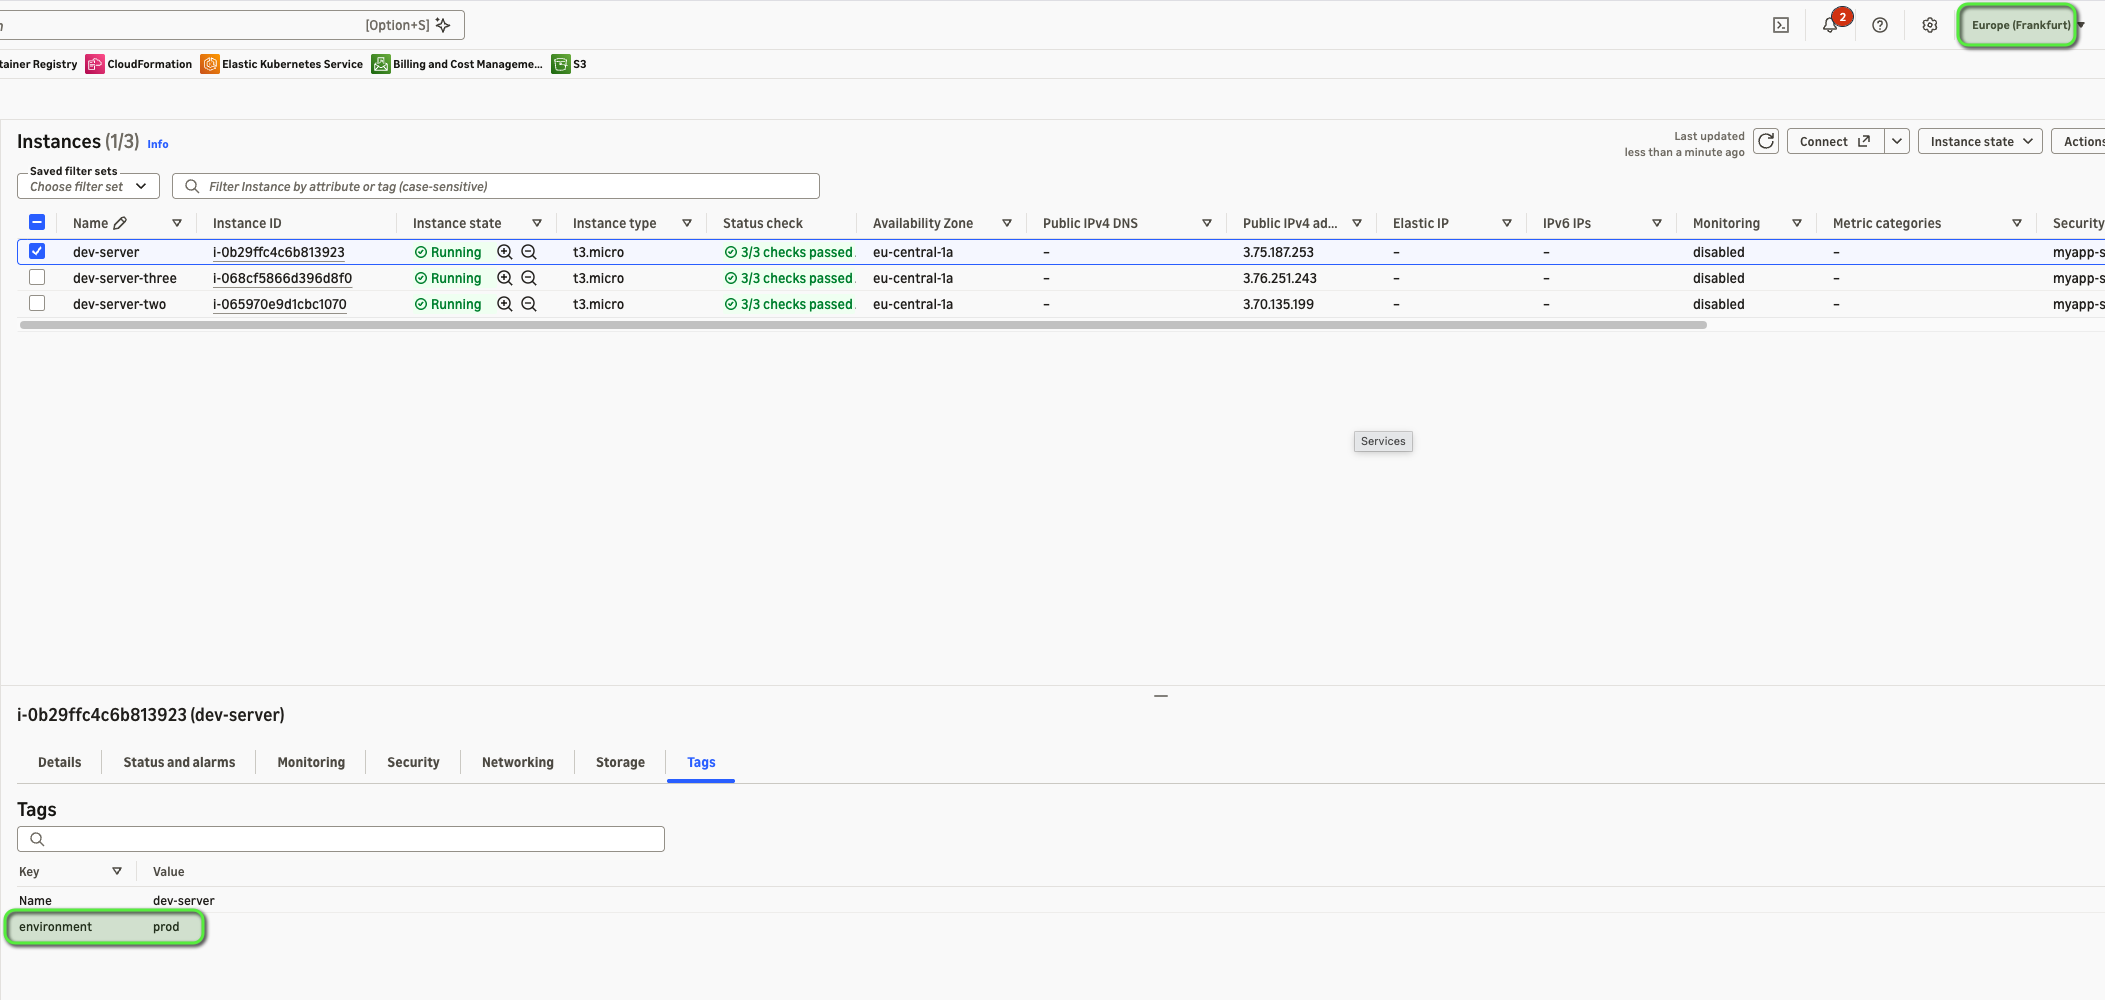 [Option+S]
2
Europe (Frankfurt)
tainer Registry CloudFormation Elastic Kubernetes Service Billing and Cost Manageme... S3
Instances (1/3) Info
Last updated
less than a minute ago
Connect
Instance state
Actions
Saved filter sets
Choose filter set
Filter Instance by attribute or tag (case-sensitive)
Name Instance ID Instance state Instance type Status check Availability Zone Public IPv4 DNS Public IPv4 ad... Elastic IP IPv6 IPs Monitoring Metric categories Security
dev-server i-0b29ffc4c6b813923 Running t3.micro 3/3 checks passed eu-central-1a – 3.75.187.253 – – disabled – myapp-s
dev-server-three i-068cf5866d396d8f0 Running t3.micro 3/3 checks passed eu-central-1a – 3.76.251.243 – – disabled – myapp-s
dev-server-two i-065970e9d1cbc1070 Running t3.micro 3/3 checks passed eu-central-1a – 3.70.135.199 – – disabled – myapp-s
Services
i-0b29ffc4c6b813923 (dev-server)
Details Status and alarms Monitoring Security Networking Storage Tags
Tags
Key Value
Name dev-server
environment prod